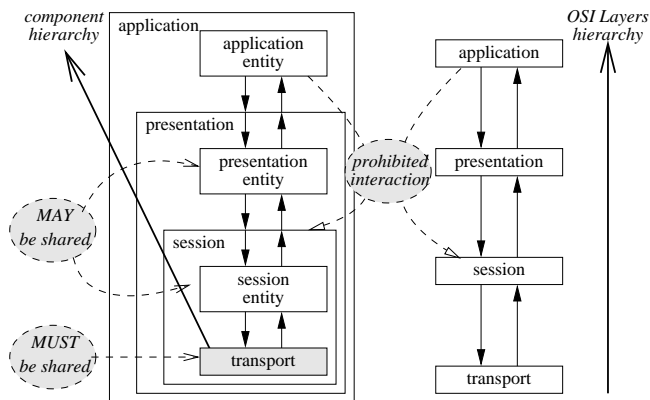 component
hierarchy
OSI Layers
hierarchy
application
application
entity
application
presentation
presentation
entity
presentation
prohibited
interaction
MAY
be shared
session
session
entity
session
MUST
be shared
transport
transport